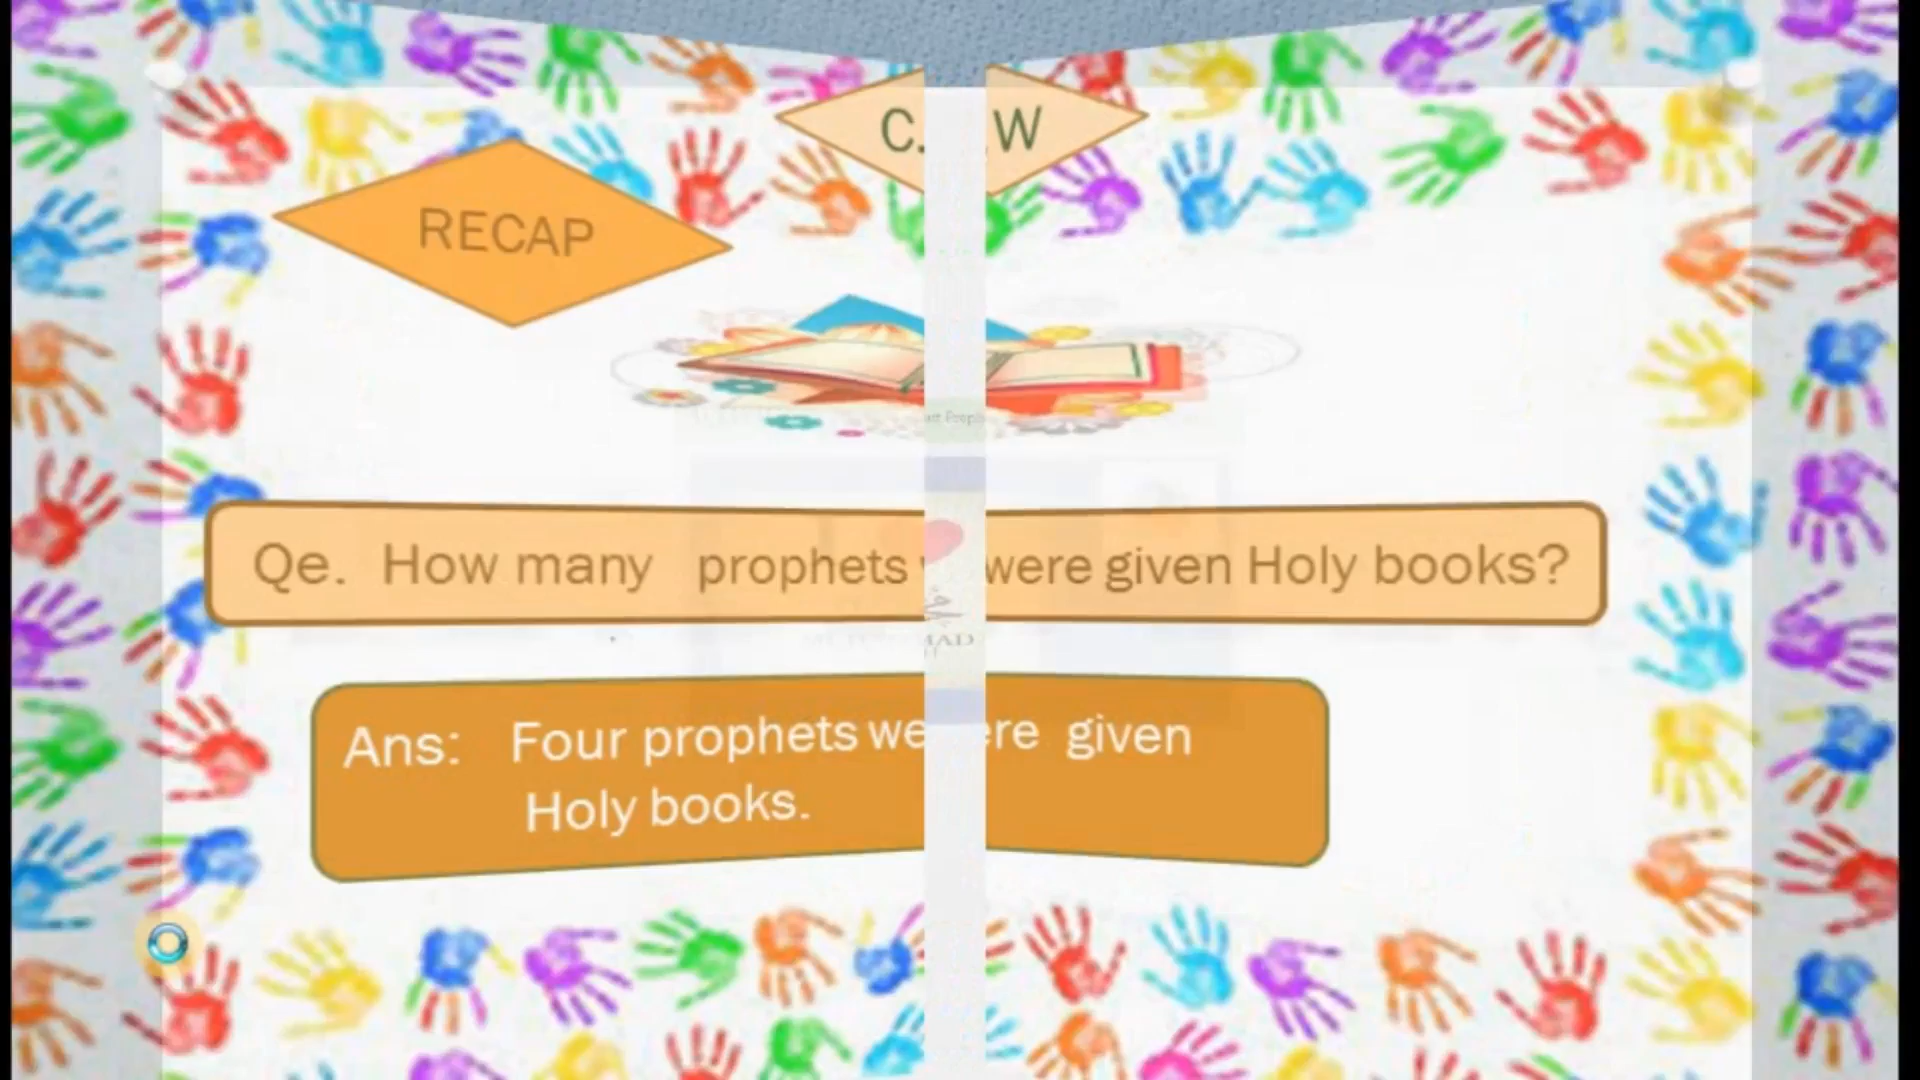 C. W
RECAP
Qe. How many prophets were given Holy books?
Ans: Four prophets were given
Holy books.